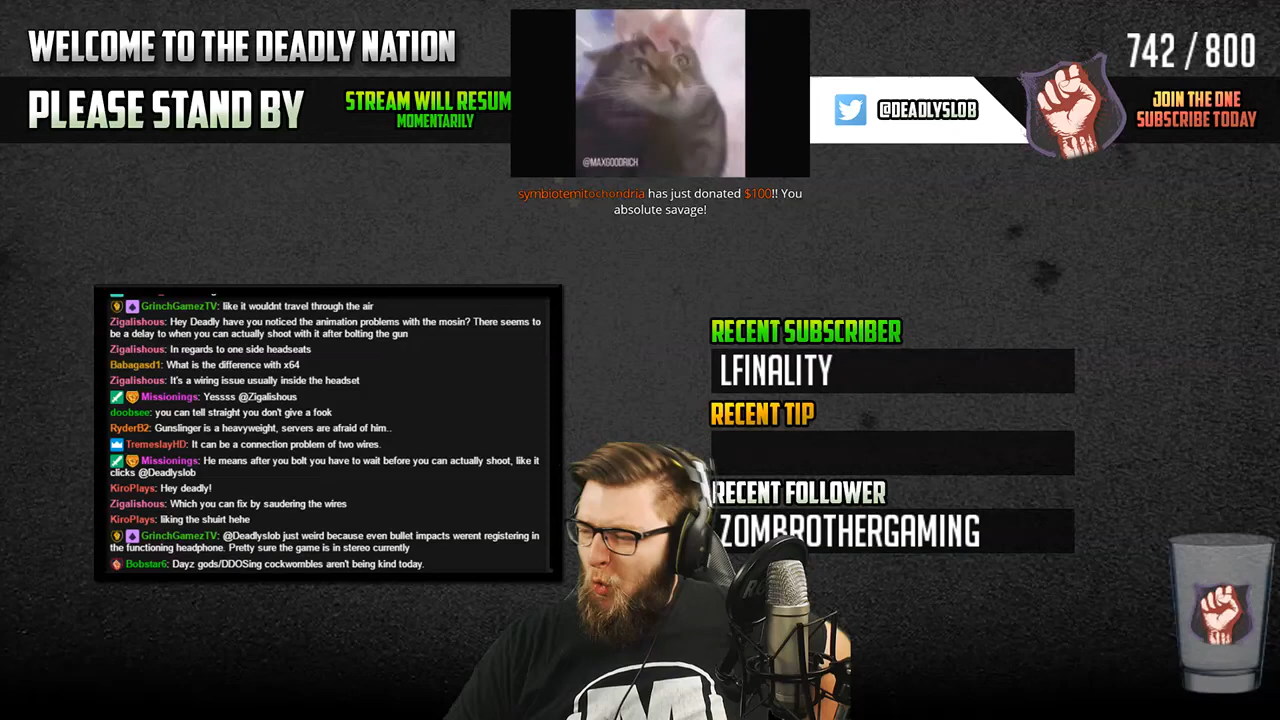 WELCOME TO THE DEADLY NATION
PLEASE STAND BY
STREAM WILL RESUM
MOMENTARILY
@MAXGOODRICH
symbiotemitochondria has just donated $100!! You
absolute savage!
@DEADLYSLOB
742 / 800
JOIN THE ONE
SUBSCRIBE TODAY
GrinchGamezTV: like it wouldnt travel through the air
Zigalishous: Hey Deadly have you noticed the animation problems with the mosin? There seems to
be a delay to when you can actually shoot with it after bolting the gun
Zigalishous: In regards to one side headseats
Babagasd1: What is the difference with x64
Zigalishous: It's a wiring issue usually inside the headset
Missionings: Yessss @Zigalishous
doobsee: you can tell straight you don't give a fook
RyderB2: Gunslinger is a heavyweight, servers are afraid of him..
TremeslayHD: It can be a connection problem of two wires.
Missionings: He means after you bolt you have to wait before you can actually shoot, like it
clicks @Deadlyslob
KiroPlays: Hey deadly!
Zigalishous: Which you can fix by saudering the wires
KiroPlays: liking the shuirt hehe
GrinchGamezTV: @Deadlyslob just weird because even bullet impacts werent registering in
the functioning headphone. Pretty sure the game is in stereo currently
Bobstar6: Dayz gods/DDOSing cockwombles aren't being kind today.
RECENT SUBSCRIBER
LFINALITY
RECENT TIP
RECENT FOLLOWER
ZOMBROTHERGAMING